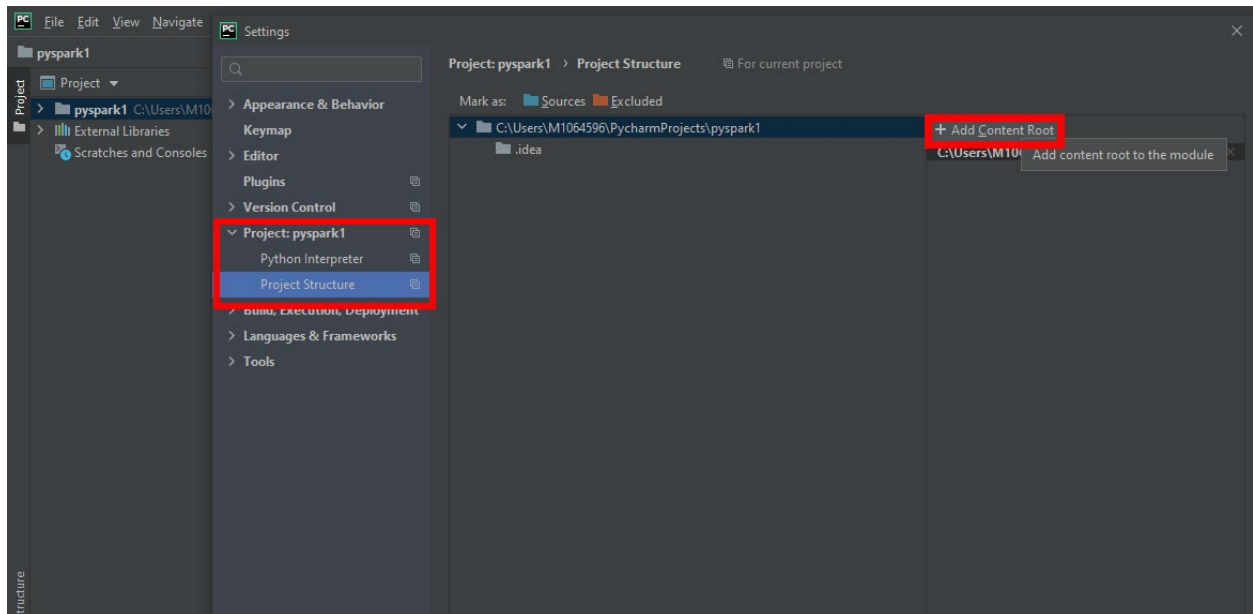 PC File Edit View Navigate
PC Settings
pyspark1
Project
Project
pyspark1 C:\Users\M10
External Libraries
Scratches and Consoles
Structure
Appearance & Behavior
Keymap
Editor
Plugins
Version Control
Project: pyspark1
Python Interpreter
Project Structure
Build, Execution, Deployment
Languages & Frameworks
Tools
Project: pyspark1 > Project Structure For current project
Mark as: Sources Excluded
C:\Users\M1064596\PycharmProjects\pyspark1
.idea
+ Add Content Root
C:\Users\M10
Add content root to the module